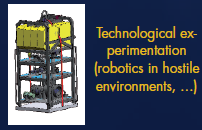 Technological ex-
perimentation
(robotics in hostile
environments, ...)